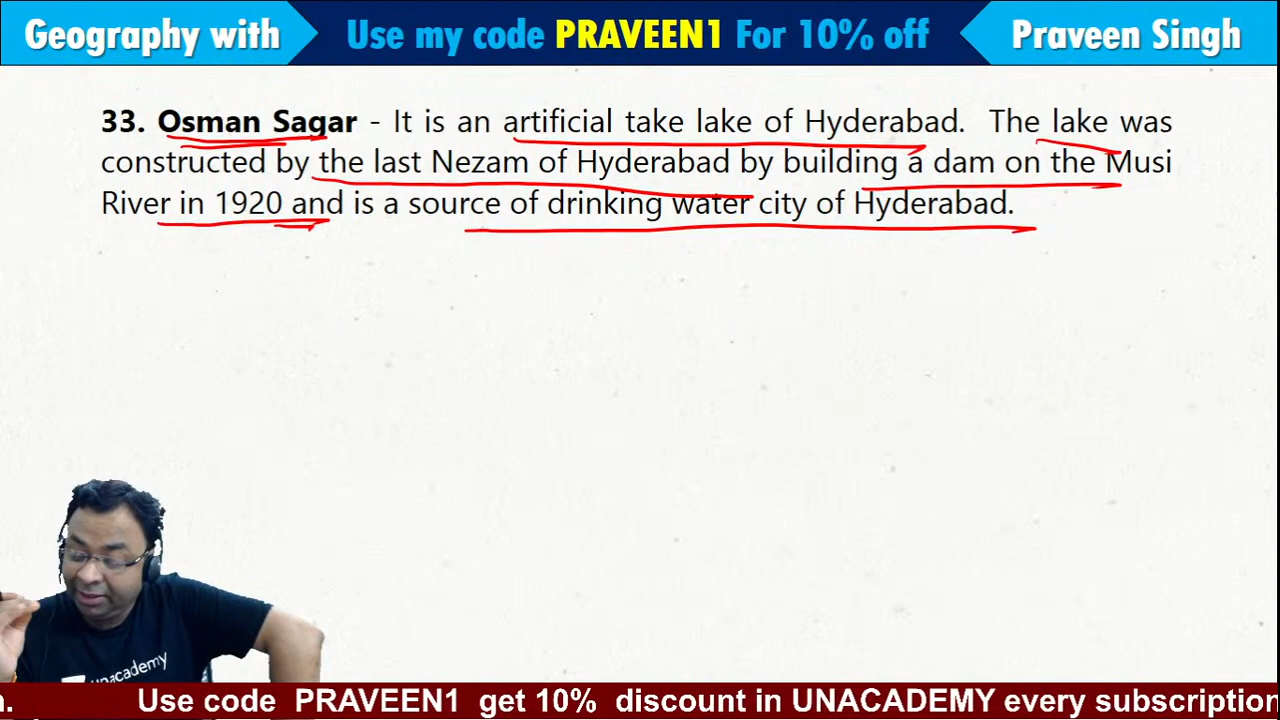 Geography with Use my code PRAVEEN1 For 10% off Praveen Singh
33. Osman Sagar - It is an artificial take lake of Hyderabad. The lake was
constructed by the last Nezam of Hyderabad by building a dam on the Musi
River in 1920 and is a source of drinking water city of Hyderabad.
unacademy
n. Use code PRAVEEN1 get 10% discount in UNACADEMY every subscription